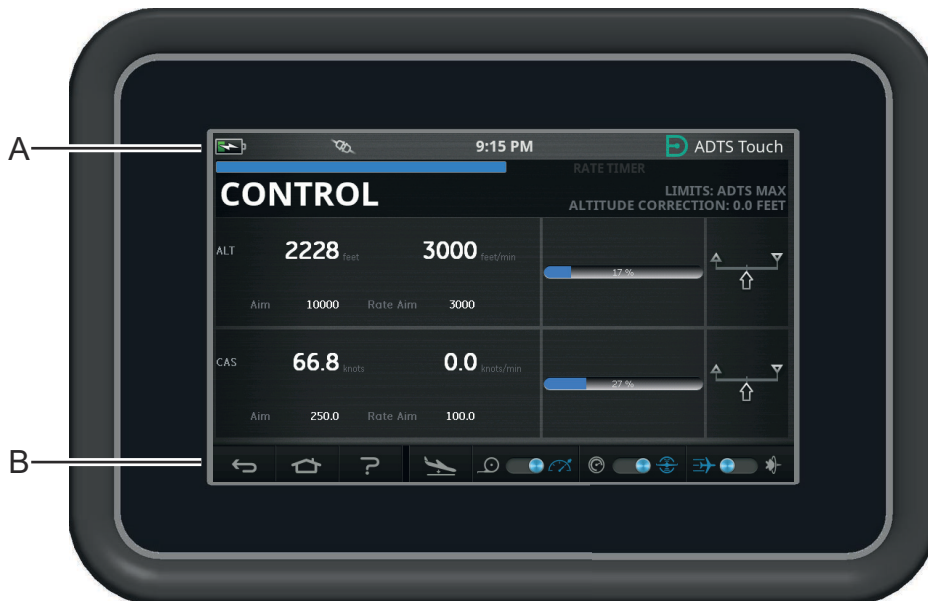 A
9:15 PM ADTS Touch
RATE TIMER
CONTROL
LIMITS: ADTS MAX
ALTITUDE CORRECTION: 0.0 FEET
ALT 2228 feet 3000 feet/min
17 %
Aim 10000 Rate Aim 3000
CAS 66.8 knots 0.0 knots/min
27 %
Aim 250.0 Rate Aim 100.0
B